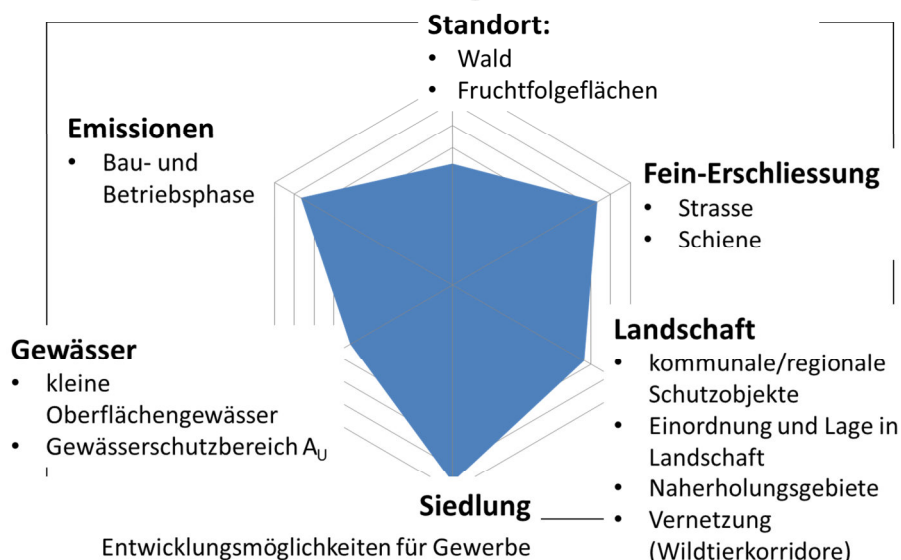 Standort:
• Wald
• Fruchtfolgeflächen
Emissionen
• Bau- und
Betriebsphase
Fein-Erschliessung
• Strasse
• Schiene
Landschaft
• kommunale/regionale
Schutzobjekte
• Einordnung und Lage in
Landschaft
• Naherholungsgebiete
• Vernetzung
(Wildtierkorridore)
Gewässer
• kleine
Oberflächengewässer
• Gewässerschutzbereich Aᵤ
Siedlung
Entwicklungsmöglichkeiten für Gewerbe